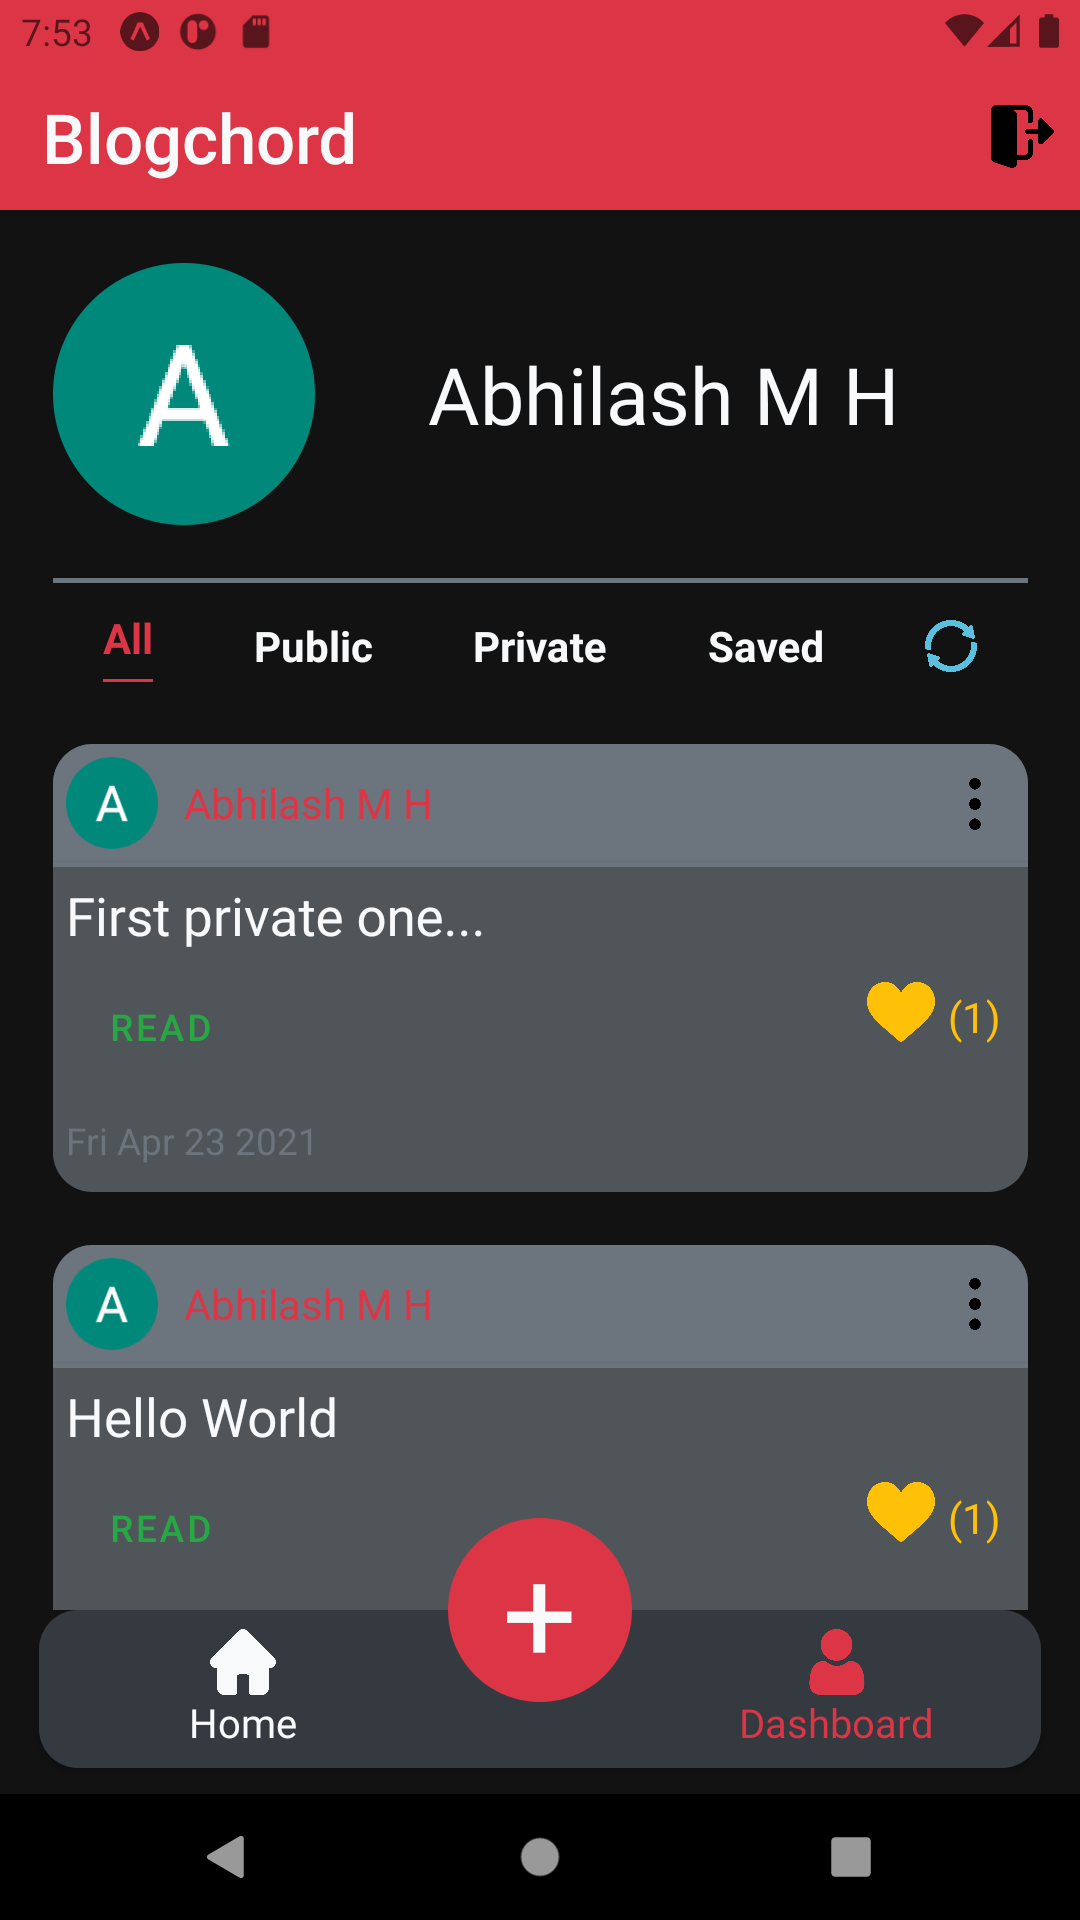 7:53
Blogchord
A
Abhilash M H
All Public Private Saved
A Abhilash M H
First private one...
READ (1)
Fri Apr 23 2021
A Abhilash M H
Hello World
READ (1)
+
Home Dashboard